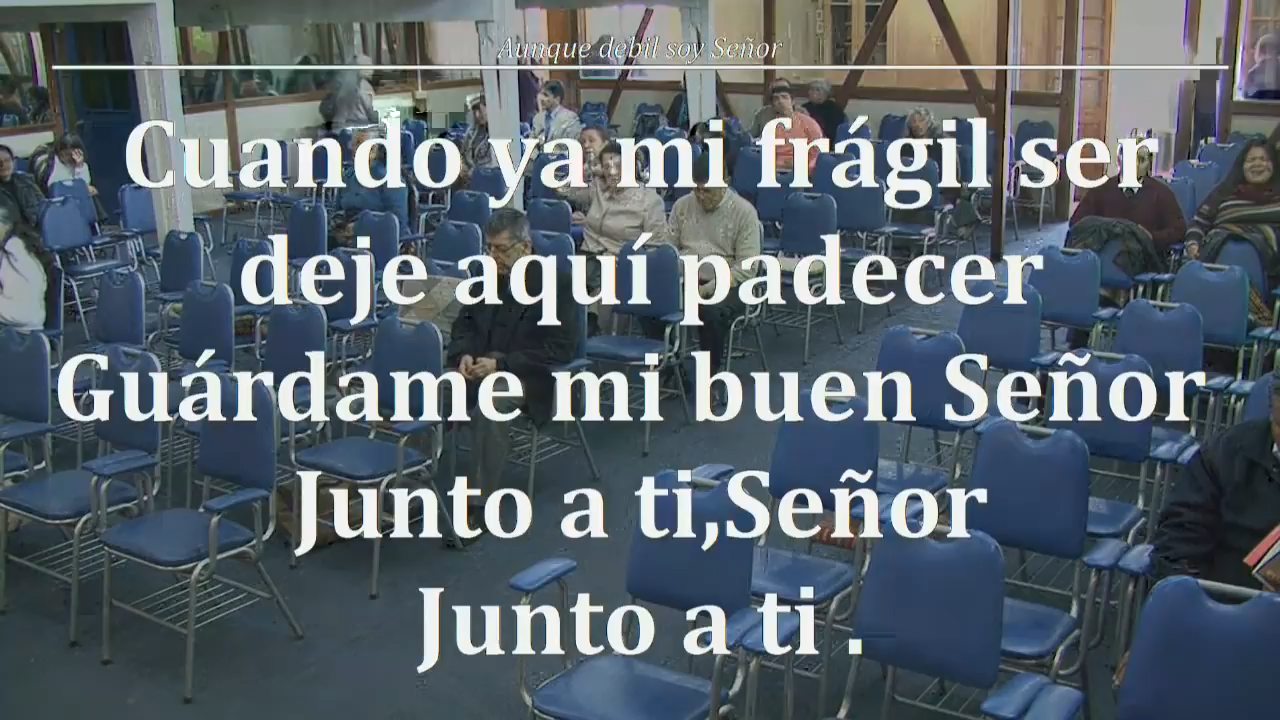 Aunque debil soy Señor
Cuando ya mi frágil ser
deje aquí padecer
Guárdame mi buen Señor
Junto a ti,Señor
Junto a ti .